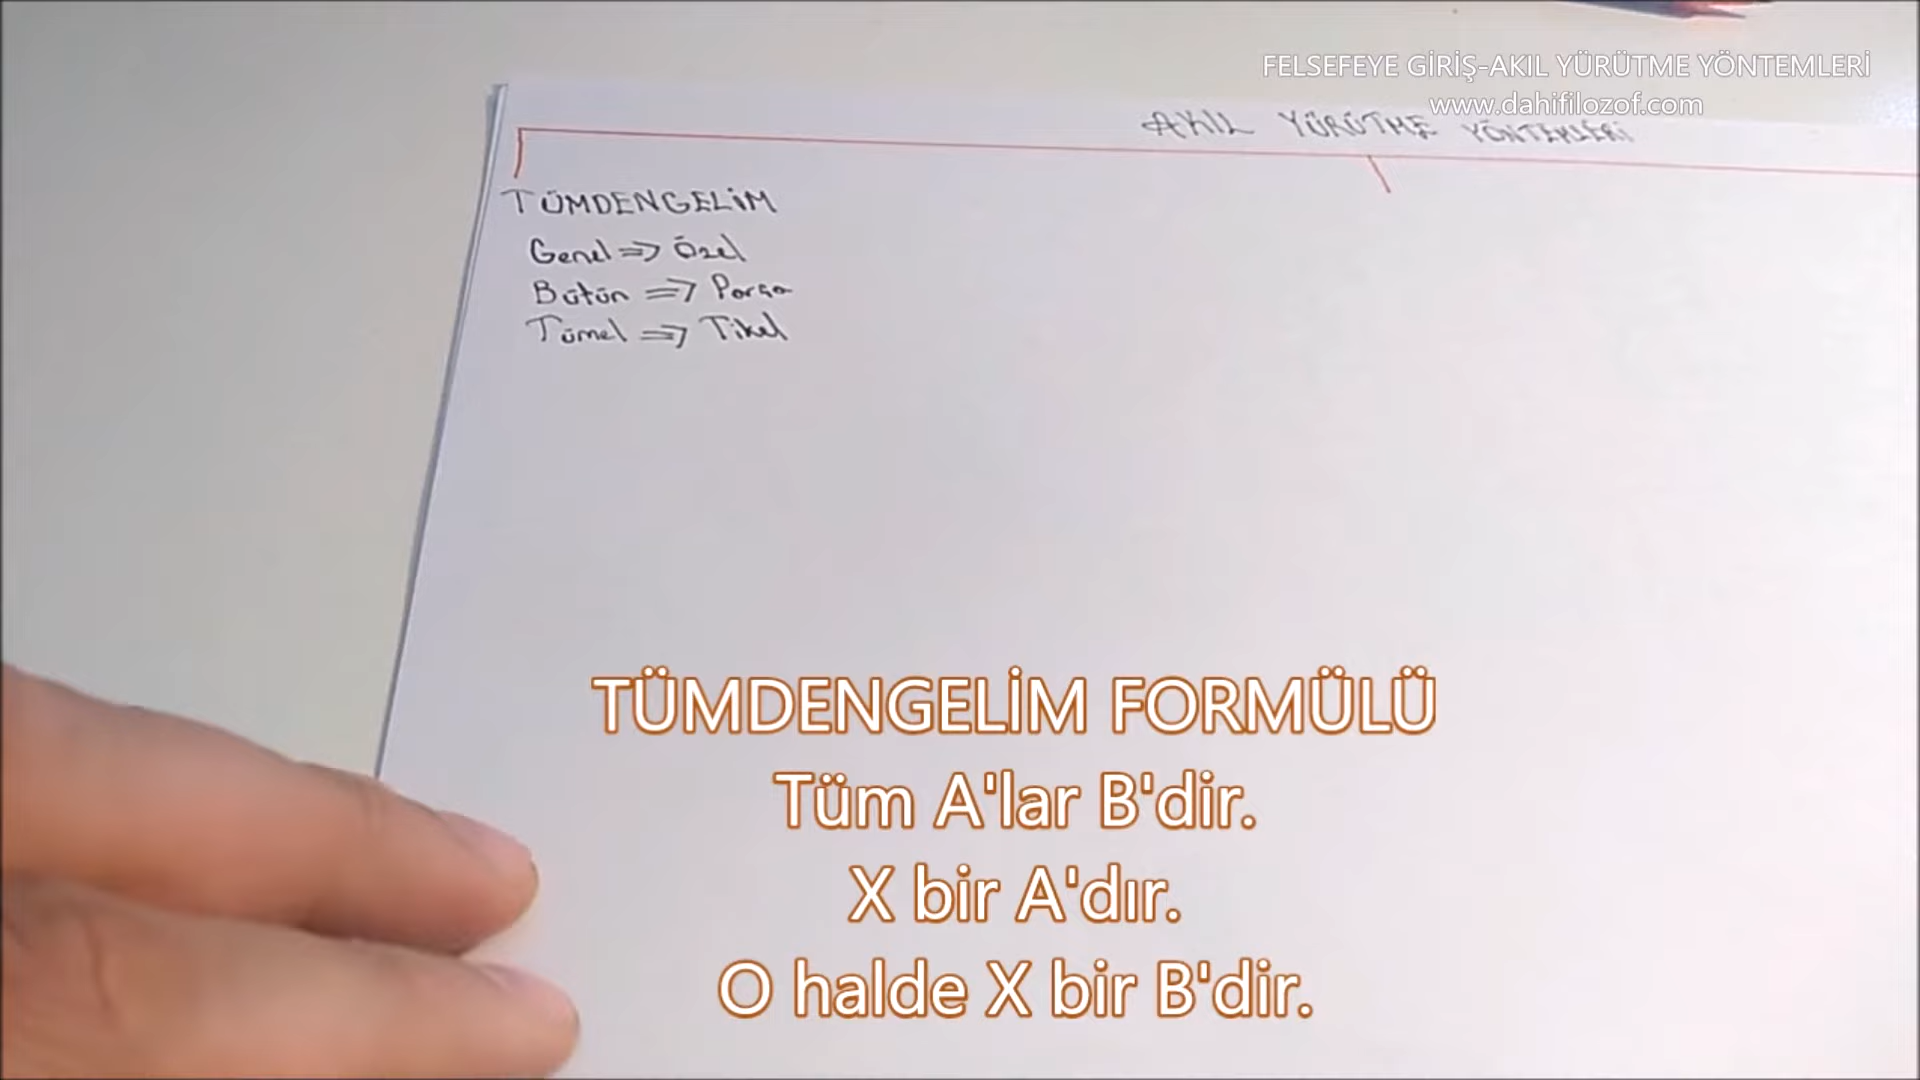 FELSEFEYE GİRİŞ-AKIL YÜRÜTME YÖNTEMLERİ
www.dahifilozof.com
AKIL YÜRÜTME YÖNTEMLERİ
TÜMDENGELİM
Genel => Özel
Bütün => Parça
Tümel => Tikel
TÜMDENGELİM FORMÜLÜ
Tüm A'lar B'dir.
X bir A'dır.
O halde X bir B'dir.